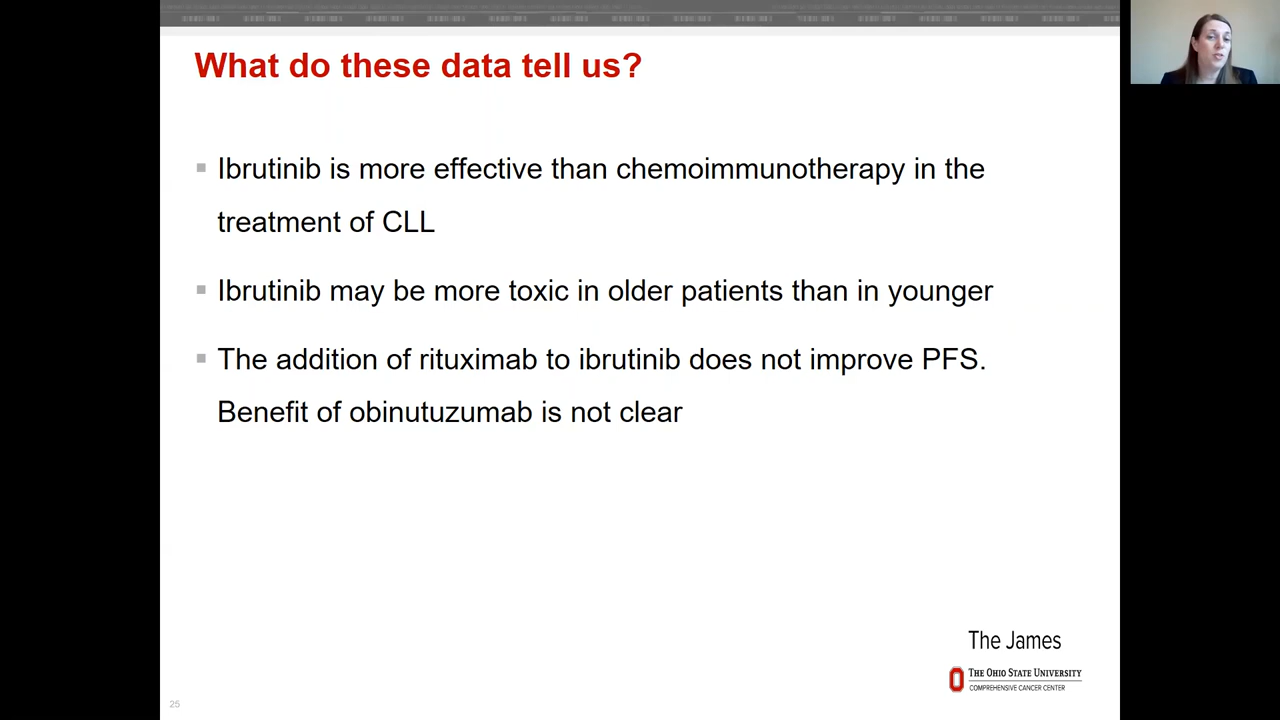 What do these data tell us?
Ibrutinib is more effective than chemoimmunotherapy in the
treatment of CLL
Ibrutinib may be more toxic in older patients than in younger
The addition of rituximab to ibrutinib does not improve PFS.
Benefit of obinutuzumab is not clear
The James
THE OHIO STATE UNIVERSITY
COMPREHENSIVE CANCER CENTER
25